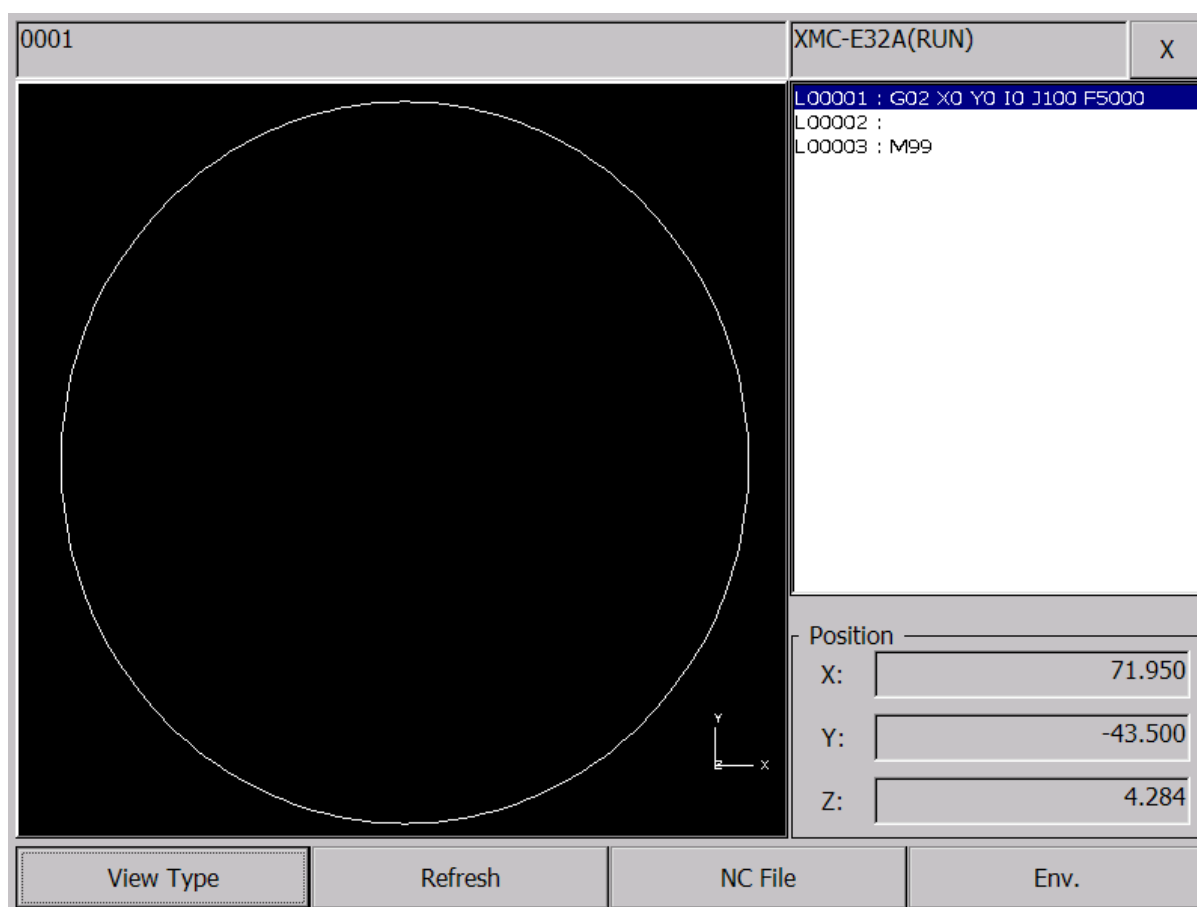 0001
XMC-E32A(RUN)
X
L00001 : G02 X0 Y0 I0 J100 F5000
L00002 :
L00003 : M99
Y
Z
X
Position
X:
71.950
Y:
-43.500
Z:
4.284
View Type
Refresh
NC File
Env.